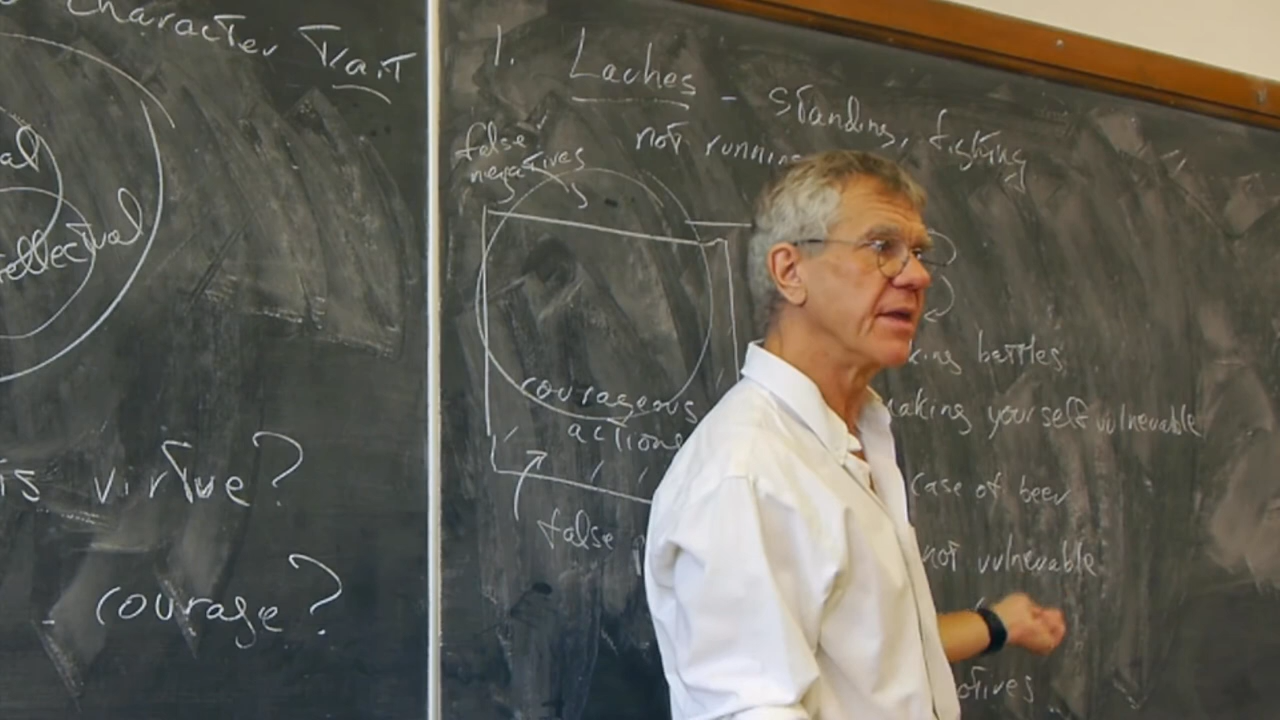 character Trait
al
tellectual
is virtue?
- courage?
1. Laches - standing, fighting
not running
false
negatives
courageous
actions
false
king battles
making yourself vulnerable
case of beer
not vulnerable
otives